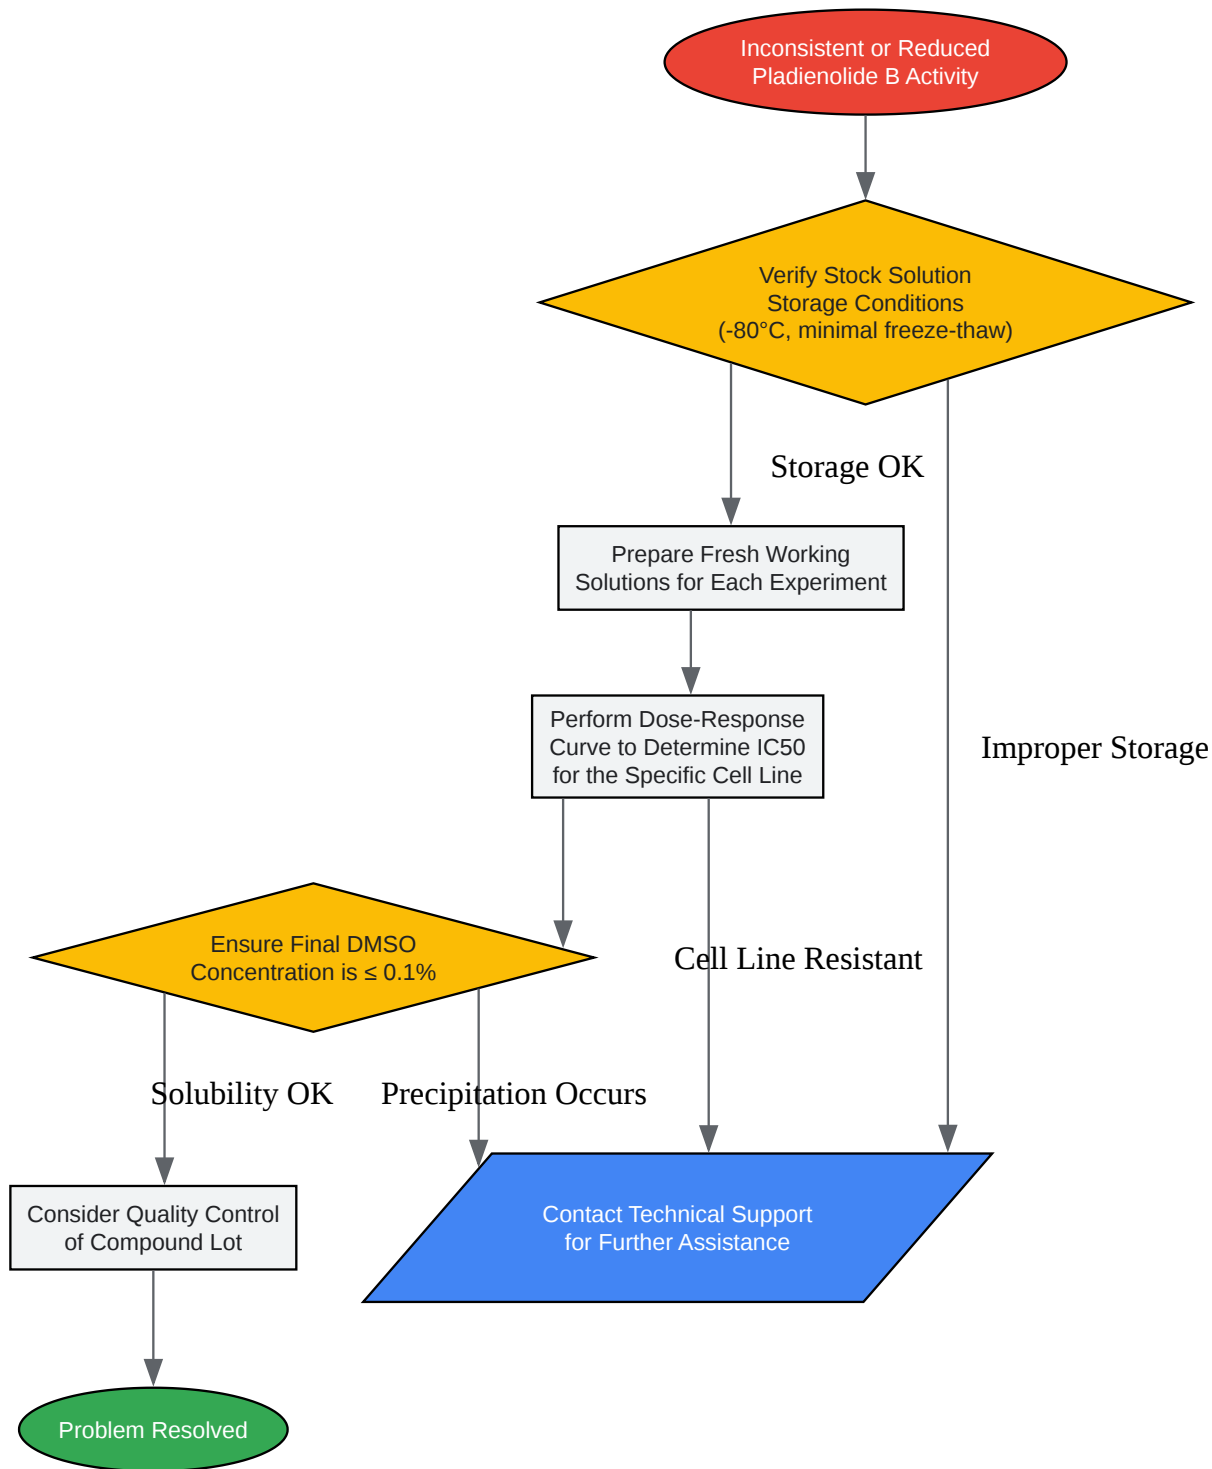 Inconsistent or Reduced
Pladienolide B Activity
Verify Stock Solution
Storage Conditions
(-80°C, minimal freeze-thaw)
Storage OK
Prepare Fresh Working
Solutions for Each Experiment
Perform Dose-Response
Curve to Determine IC50
for the Specific Cell Line
Improper Storage
Ensure Final DMSO
Concentration is ≤ 0.1%
Cell Line Resistant
Solubility OK
Precipitation Occurs
Consider Quality Control
of Compound Lot
Contact Technical Support
for Further Assistance
Problem Resolved